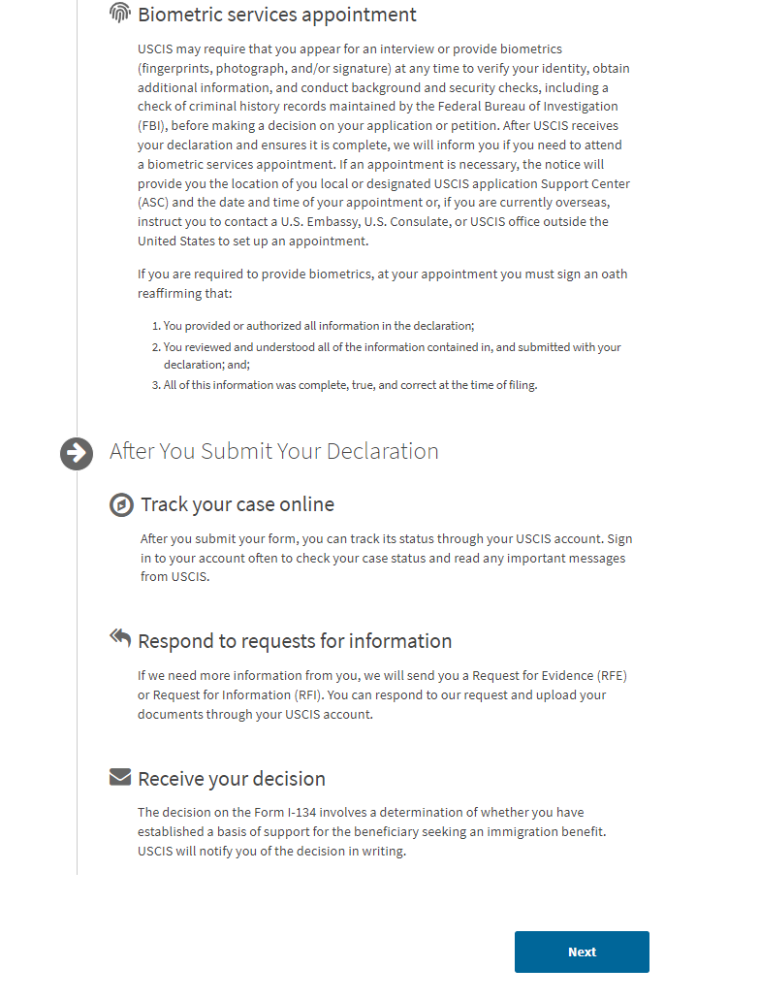 Biometric services appointment
USCIS may require that you appear for an interview or provide biometrics
(fingerprints, photograph, and/or signature) at any time to verify your identity, obtain
additional information, and conduct background and security checks, including a
check of criminal history records maintained by the Federal Bureau of Investigation
(FBI), before making a decision on your application or petition. After USCIS receives
your declaration and ensures it is complete, we will inform you if you need to attend
a biometric services appointment. If an appointment is necessary, the notice will
provide you the location of you local or designated USCIS application Support Center
(ASC) and the date and time of your appointment or, if you are currently overseas,
instruct you to contact a U.S. Embassy, U.S. Consulate, or USCIS office outside the
United States to set up an appointment.
If you are required to provide biometrics, at your appointment you must sign an oath
reaffirming that:
1. You provided or authorized all information in the declaration;
2. You reviewed and understood all of the information contained in, and submitted with your
declaration; and;
3. All of this information was complete, true, and correct at the time of filing.
After You Submit Your Declaration
Track your case online
After you submit your form, you can track its status through your USCIS account. Sign
in to your account often to check your case status and read any important messages
from USCIS.
Respond to requests for information
If we need more information from you, we will send you a Request for Evidence (RFE)
or Request for Information (RFI). You can respond to our request and upload your
documents through your USCIS account.
Receive your decision
The decision on the Form I-134 involves a determination of whether you have
established a basis of support for the beneficiary seeking an immigration benefit.
USCIS will notify you of the decision in writing.
Next